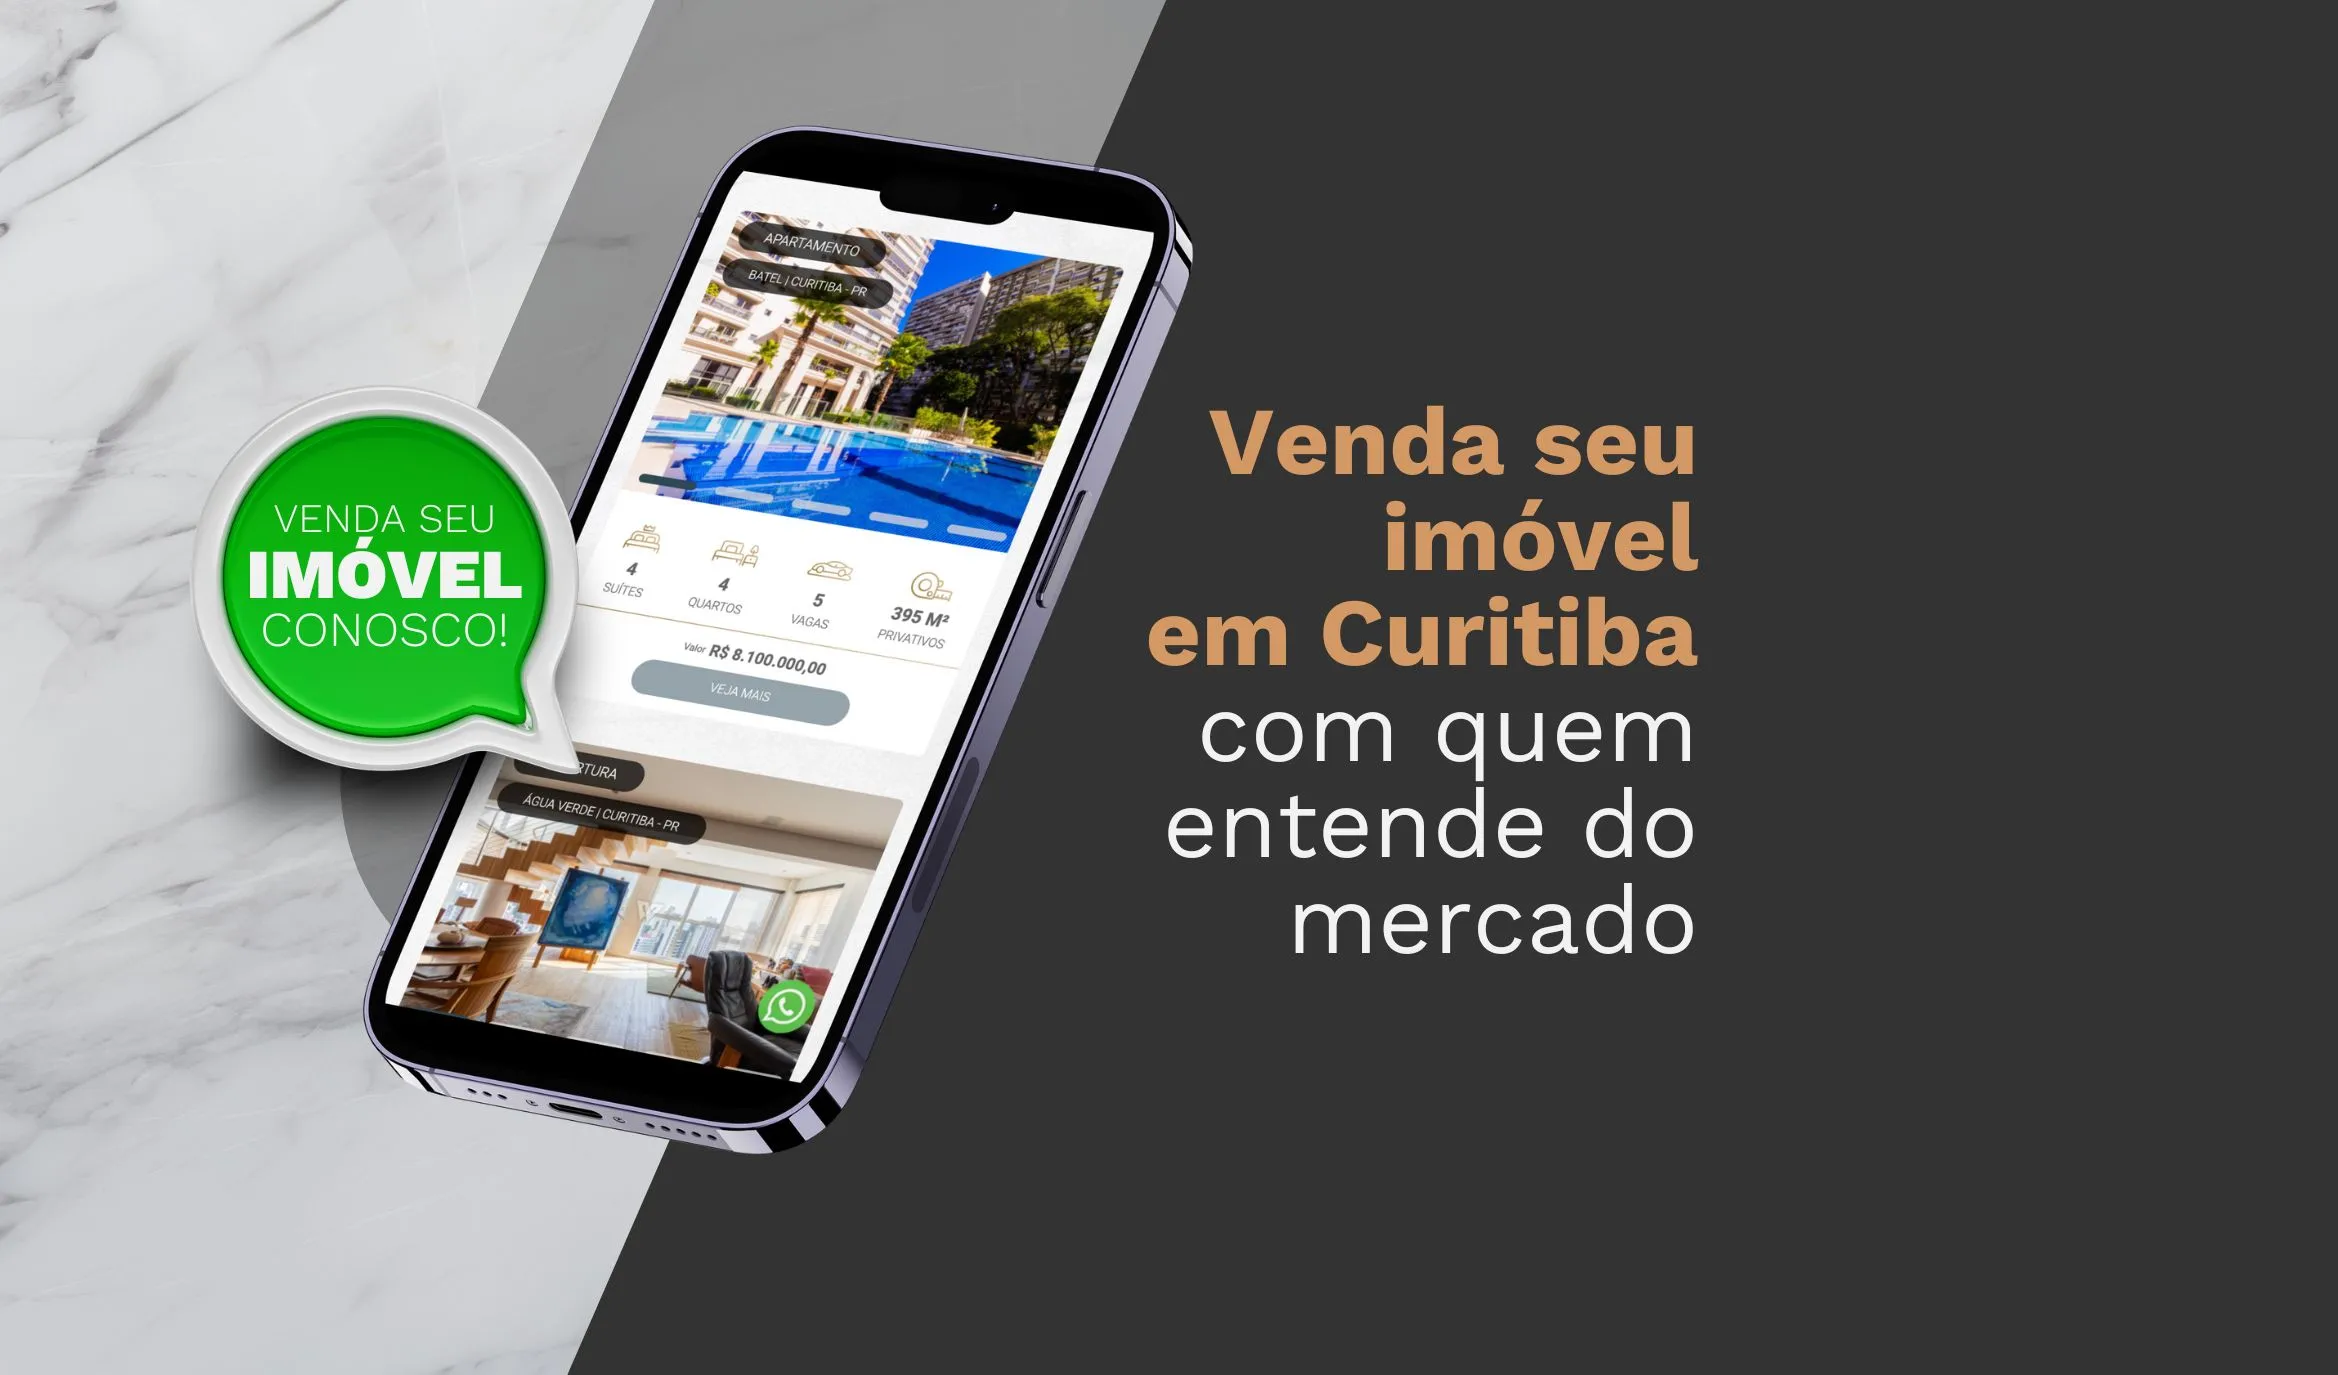 VENDA SEU
IMÓVEL
CONOSCO!
APARTAMENTO
BATEL | CURITIBA - PR
4
SUÍTES
4
QUARTOS
5
VAGAS
395 M²
PRIVATIVOS
Valor R$ 8.100.000,00
VEJA MAIS
RTURA
ÁGUA VERDE | CURITIBA - PR
Venda seu
imóvel
em Curitiba
com quem
entende do
mercado